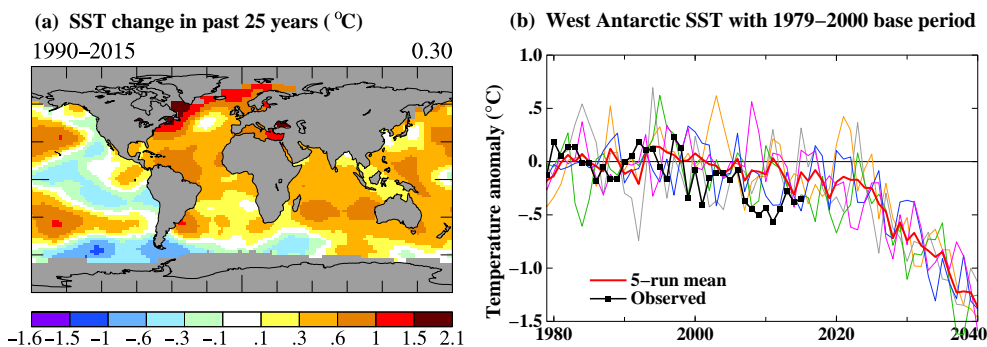 (a) SST change in past 25 years (°C)
1990−2015 0.30
-1.6 -1.5 -1 -.6 -.3 -.1 .1 .3 .6 1 1.5 2.1
(b) West Antarctic SST with 1979−2000 base period
Temperature anomaly (°C)
1.0
.5
0.0
-0.5
-1.0
-1.5
5−run mean
Observed
1980 2000 2020 2040